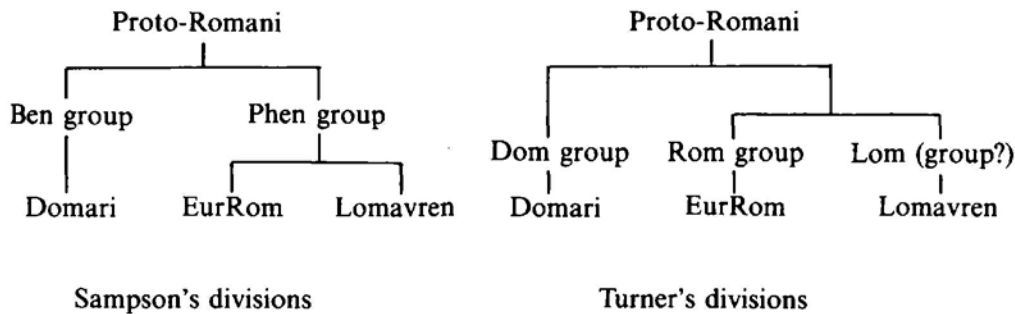 Proto-Romani Proto-Romani
Ben group Phen group
Dom group Rom group Lom (group?)
Domari EurRom Lomavren Domari EurRom Lomavren
Sampson's divisions Turner's divisions